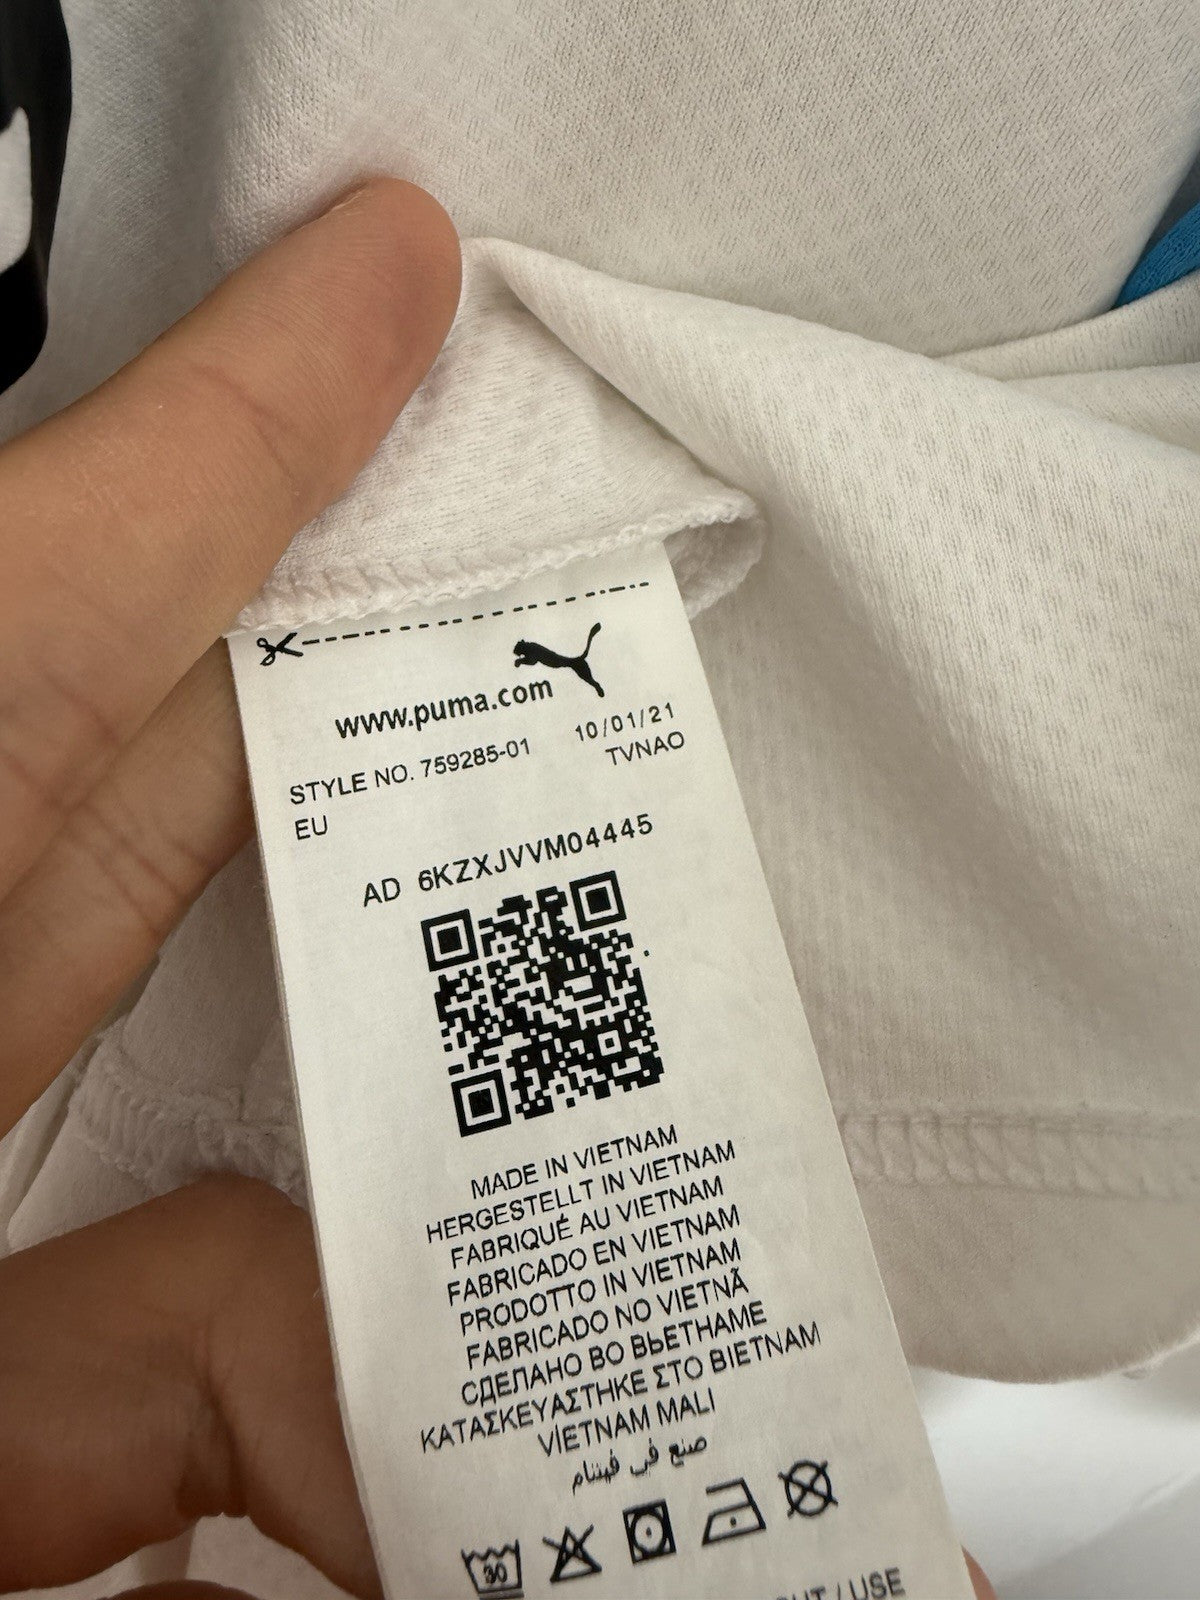 www.puma.com
STYLE NO. 759285-01 10/01/21
EU TVNAO
AD 6KZXJVVM04445
MADE IN VIETNAM
HERGESTELLT IN VIETNAM
FABRIQUÉ AU VIETNAM
FABRICADO EN VIETNAM
PRODOTTO IN VIETNAM
FABRICADO NO VIETNÃ
СДЕЛАНО ВО ВЬЕТНАМЕ
ΚΑΤΑΣΚΕΥΑΣΤΗΚΕ ΣΤΟ ΒΙΕΤΝΑΜ
VİETNAM MALI
صنع في فيتنام
30
/ USE